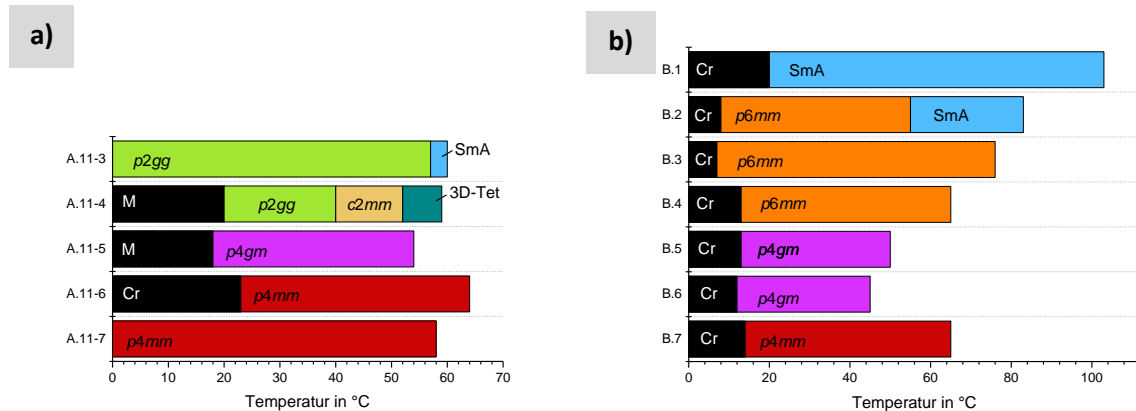 a)
A.11-3
p2gg
SmA
A.11-4
M
p2gg
c2mm
3D-Tet
A.11-5
M
p4gm
A.11-6
Cr
p4mm
A.11-7
p4mm
0 10 20 30 40 50 60 70
Temperatur in °C
b)
B.1
Cr
SmA
B.2
Cr
p6mm
SmA
B.3
Cr
p6mm
B.4
Cr
p6mm
B.5
Cr
p4gm
B.6
Cr
p4gm
B.7
Cr
p4mm
0 20 40 60 80 100
Temperatur in °C